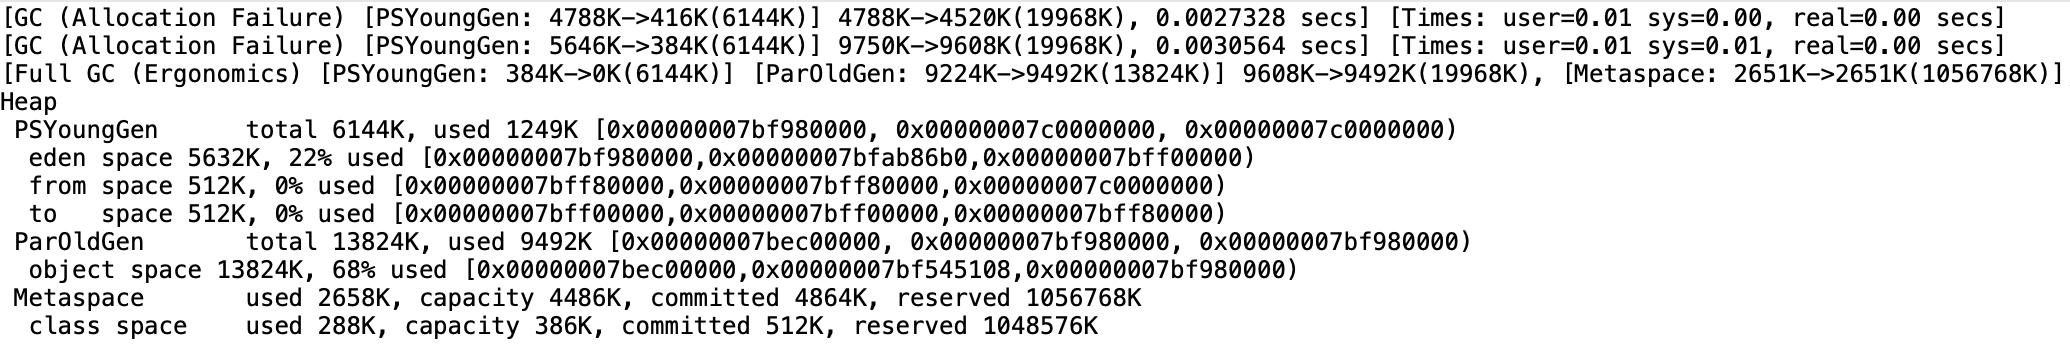 [GC (Allocation Failure) [PSYoungGen: 4788K->416K(6144K)] 4788K->4520K(19968K), 0.0027328 secs] [Times: user=0.01 sys=0.00, real=0.00 secs]
[GC (Allocation Failure) [PSYoungGen: 5646K->384K(6144K)] 9750K->9608K(19968K), 0.0030564 secs] [Times: user=0.01 sys=0.01, real=0.00 secs]
[Full GC (Ergonomics) [PSYoungGen: 384K->0K(6144K)] [ParOldGen: 9224K->9492K(13824K)] 9608K->9492K(19968K), [Metaspace: 2651K->2651K(1056768K)]
Heap
 PSYoungGen      total 6144K, used 1249K [0x00000007bf980000, 0x00000007c0000000, 0x00000007c0000000)
  eden space 5632K, 22% used [0x00000007bf980000,0x00000007bfab86b0,0x00000007bff00000)
  from space 512K, 0% used [0x00000007bff80000,0x00000007bff80000,0x00000007c0000000)
  to   space 512K, 0% used [0x00000007bff00000,0x00000007bff00000,0x00000007bff80000)
 ParOldGen       total 13824K, used 9492K [0x00000007bec00000, 0x00000007bf980000, 0x00000007bf980000)
  object space 13824K, 68% used [0x00000007bec00000,0x00000007bf545108,0x00000007bf980000)
 Metaspace       used 2658K, capacity 4486K, committed 4864K, reserved 1056768K
  class space    used 288K, capacity 386K, committed 512K, reserved 1048576K